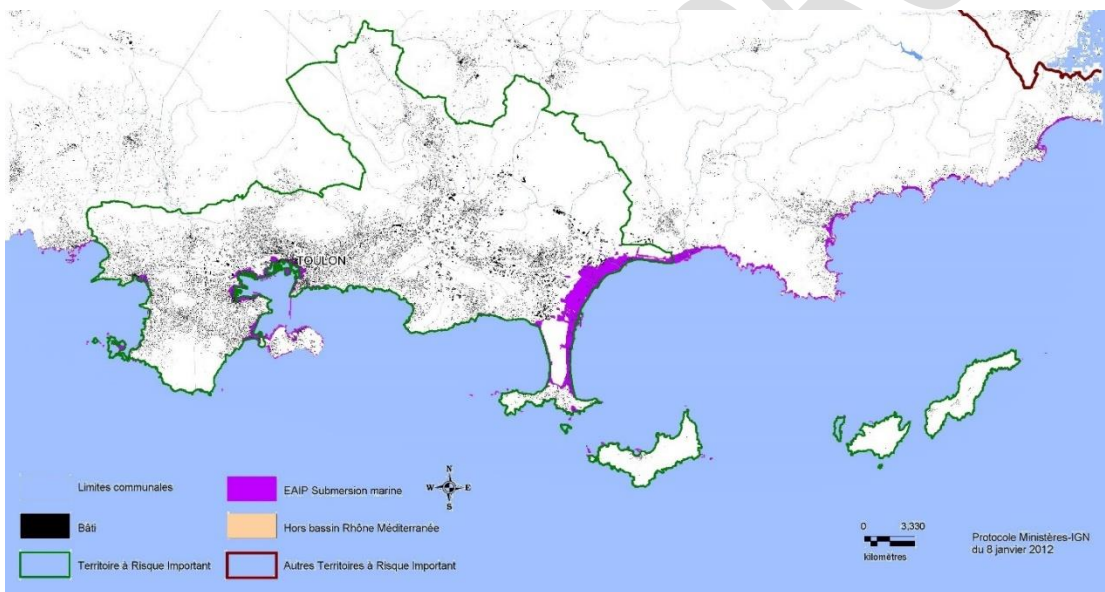 TOULON
Limites communales
EAIP Submersion marine
Bâti
Hors bassin Rhône Méditerranée
Territoire à Risque Important
Autres Territoires à Risque Important
N
W E
S
0 3,330
kilomètres
Protocole Ministères-IGN
du 8 janvier 2012